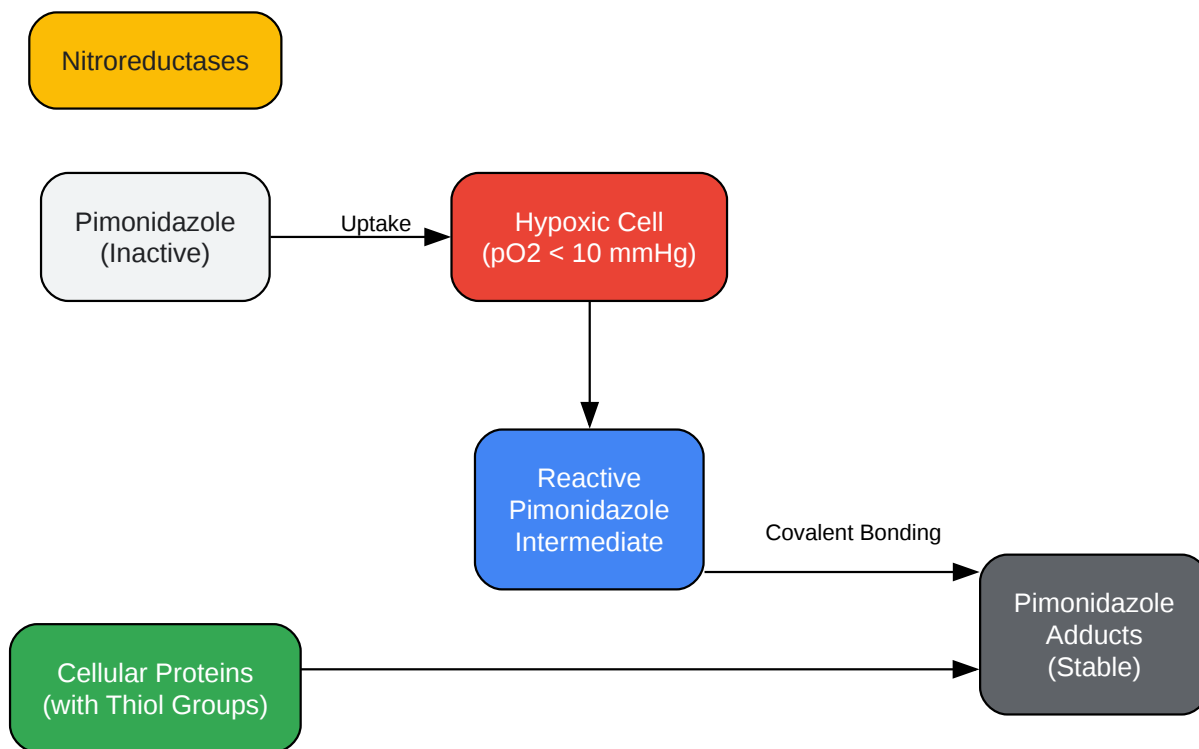 Nitroreductases
Pimonidazole
(Inactive)
Uptake
Hypoxic Cell
(pO2 < 10 mmHg)
Reactive
Pimonidazole
Intermediate
Covalent Bonding
Pimonidazole
Adducts
(Stable)
Cellular Proteins
(with Thiol Groups)